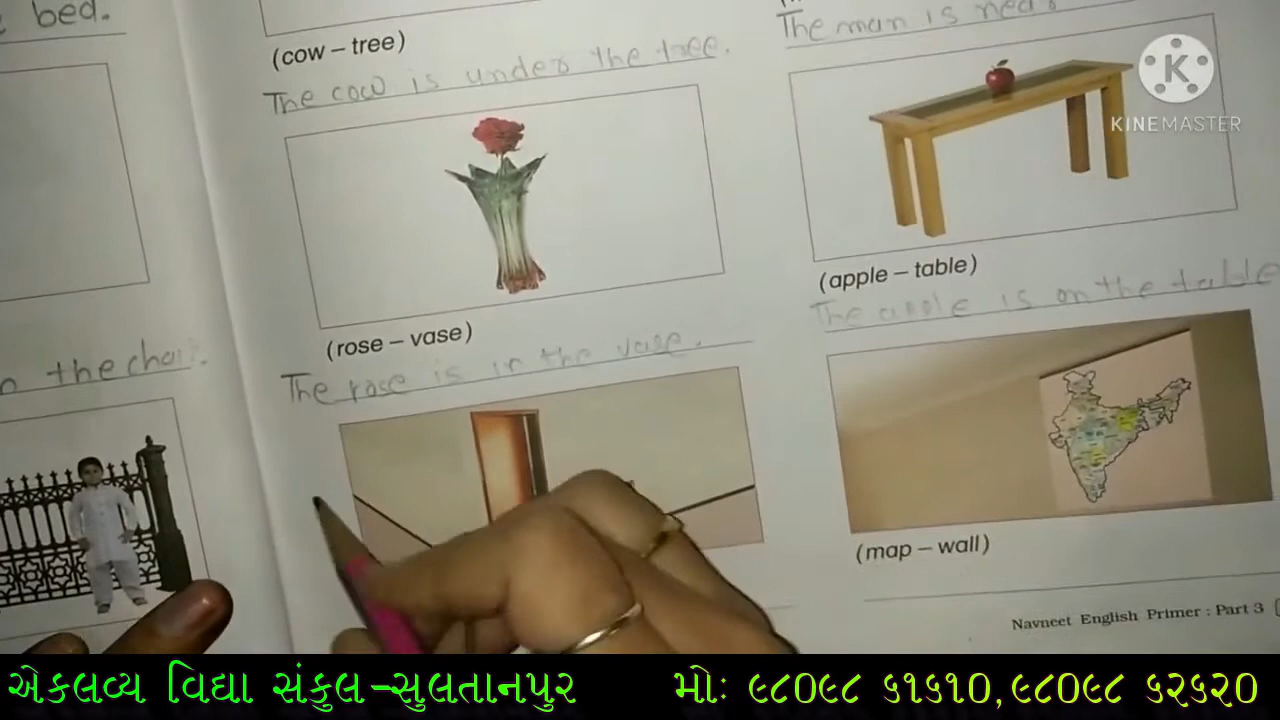 bed.
(cow – tree)
The cow is under the tree.
The man is near
KINEMASTER
(rose – vase)
The rose is in the vase.
(apple – table)
The apple is on the table
the chair.
(map – wall)
Navneet English Primer : Part 3
એકલવ્ય વિદ્યા સંકુલ-સુલતાનપુર મોઃ ૯૮૦૯૮ ૬૧૬૧૦,૯૮૦૯૮ ૬૨૬૨૦